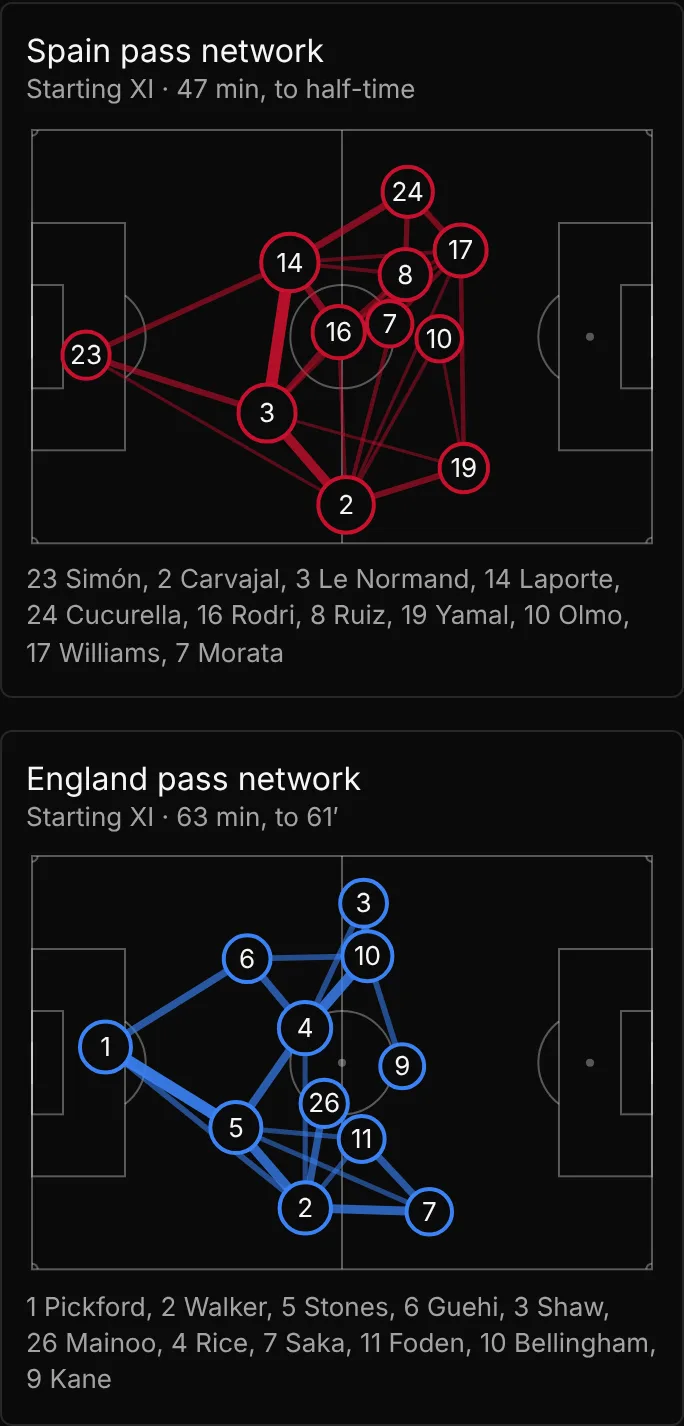 Spain pass network
Starting XI · 47 min, to half-time
24
17
14
8
7
16
10
23
3
19
2
23 Simón, 2 Carvajal, 3 Le Normand, 14 Laporte,
24 Cucurella, 16 Rodri, 8 Ruiz, 19 Yamal, 10 Olmo,
17 Williams, 7 Morata
England pass network
Starting XI · 63 min, to 61′
3
10
6
4
1
9
26
5
11
2
7
1 Pickford, 2 Walker, 5 Stones, 6 Guehi, 3 Shaw,
26 Mainoo, 4 Rice, 7 Saka, 11 Foden, 10 Bellingham,
9 Kane